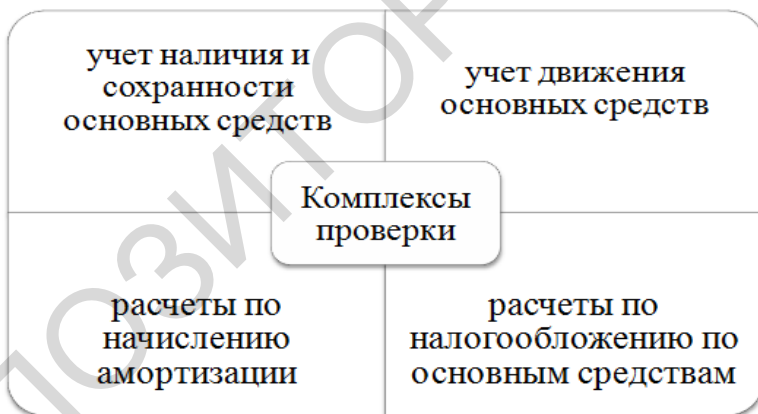 учет наличия и
сохранности
основных средств
учет движения
основных средств
Комплексы
проверки
расчеты по
начислению
амортизации
расчеты по
налогообложению по
основным средствам